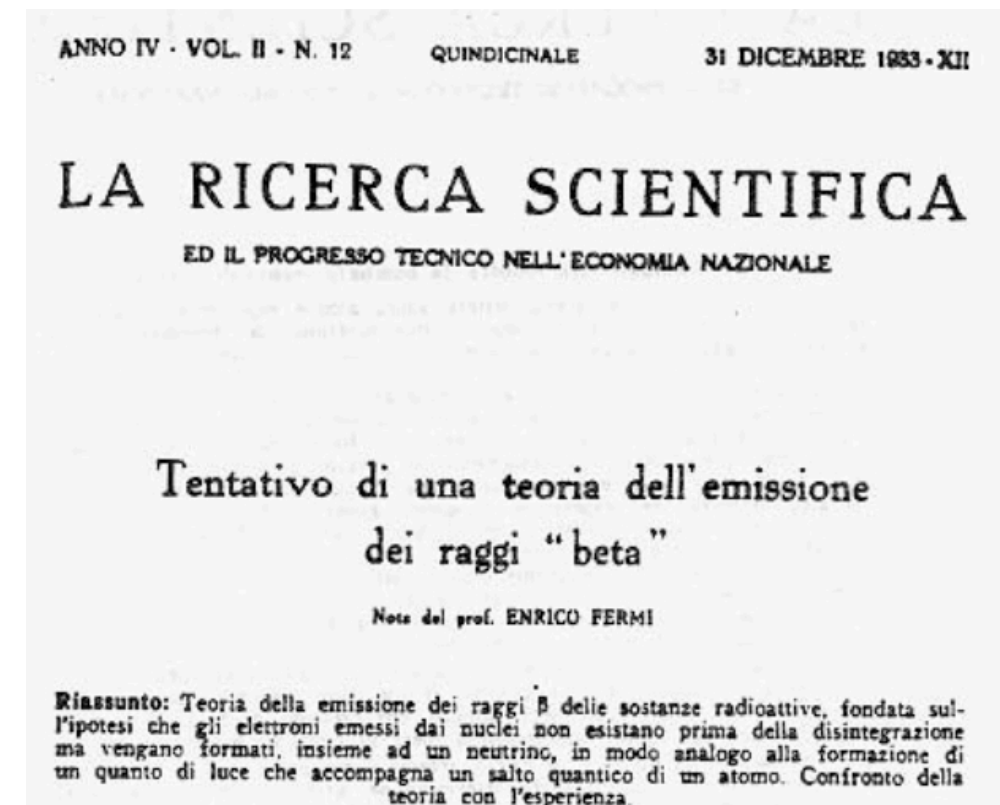 ANNO IV - VOL. II - N. 12 QUINDICINALE 31 DICEMBRE 1933 - XII
LA RICERCA SCIENTIFICA
ED IL PROGRESSO TECNICO NELL' ECONOMIA NAZIONALE
Tentativo di una teoria dell'emissione
dei raggi "beta"
Note del prof. ENRICO FERMI
Riassunto: Teoria della emissione dei raggi β delle sostanze radioattive, fondata sul-
l'ipotesi che gli elettroni emessi dai nuclei non esistano prima della disintegrazione
ma vengano formati, insieme ad un neutrino, in modo analogo alla formazione di
un quanto di luce che accompagna un salto quantico di un atomo. Confronto della
teoria con l'esperienza.